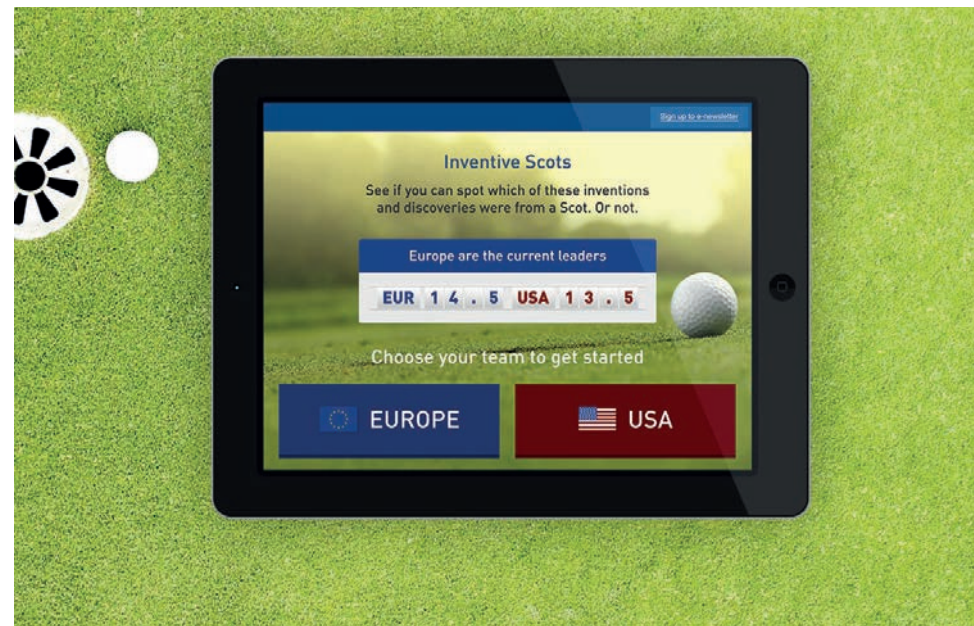 Sign up to e-newsletter
Inventive Scots
See if you can spot which of these inventions
and discoveries were from a Scot. Or not.
Europe are the current leaders
EUR 14.5 USA 13.5
Choose your team to get started
EUROPE
USA